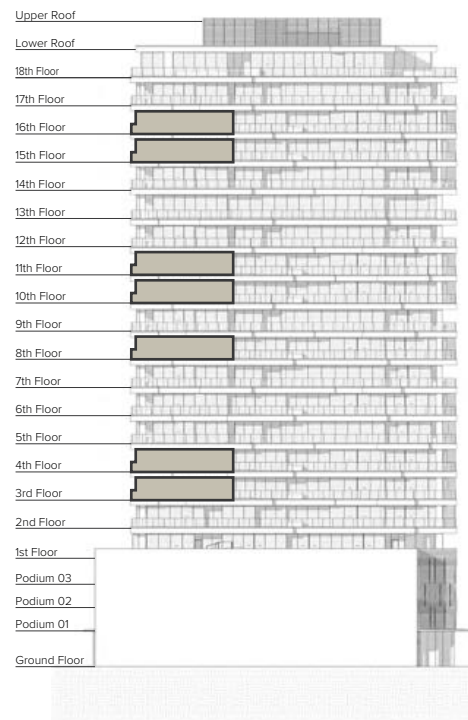 Upper Roof
Lower Roof
18th Floor
17th Floor
16th Floor
15th Floor
14th Floor
13th Floor
12th Floor
11th Floor
10th Floor
9th Floor
8th Floor
7th Floor
6th Floor
5th Floor
4th Floor
3rd Floor
2nd Floor
1st Floor
Podium 03
Podium 02
Podium 01
Ground Floor